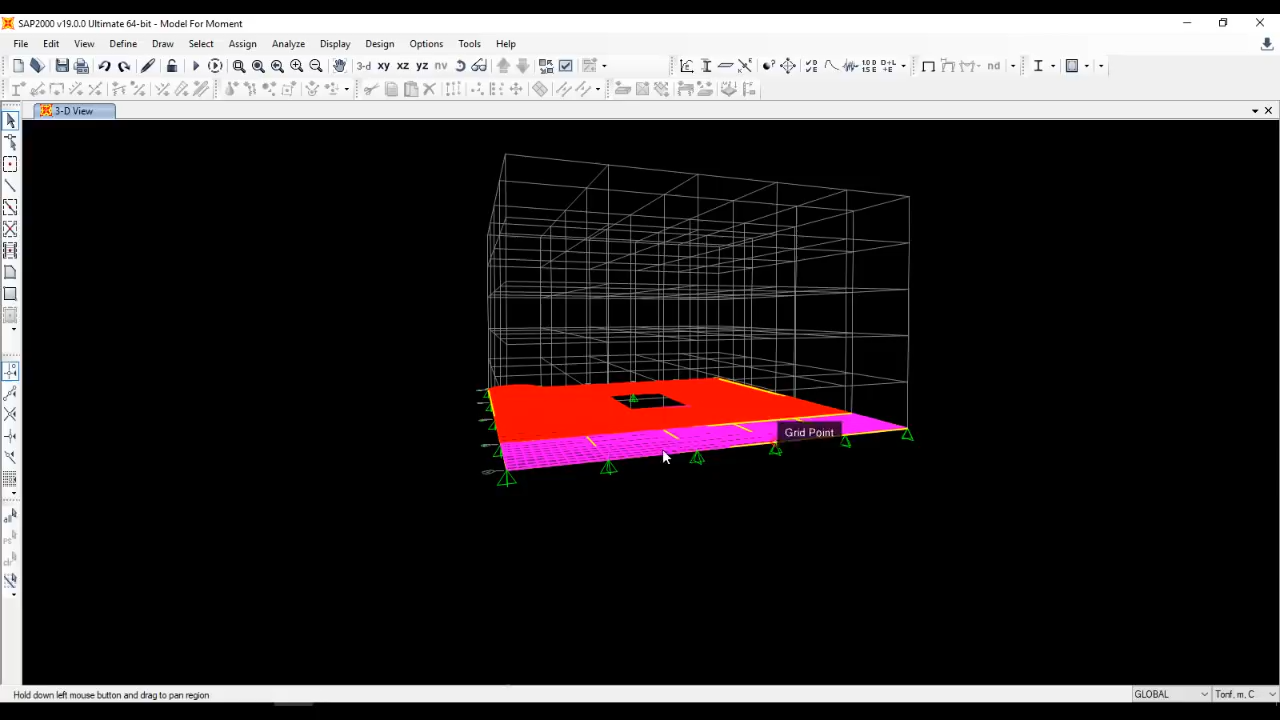 SAP2000 v19.0.0 Ultimate 64-bit - Model For Moment
File Edit View Define Draw Select Assign Analyze Display Design Options Tools Help
3-d xy xz yz nv nd
3-D View
Grid Point
Hold down left mouse button and drag to pan region
GLOBAL
Tonf, m, C